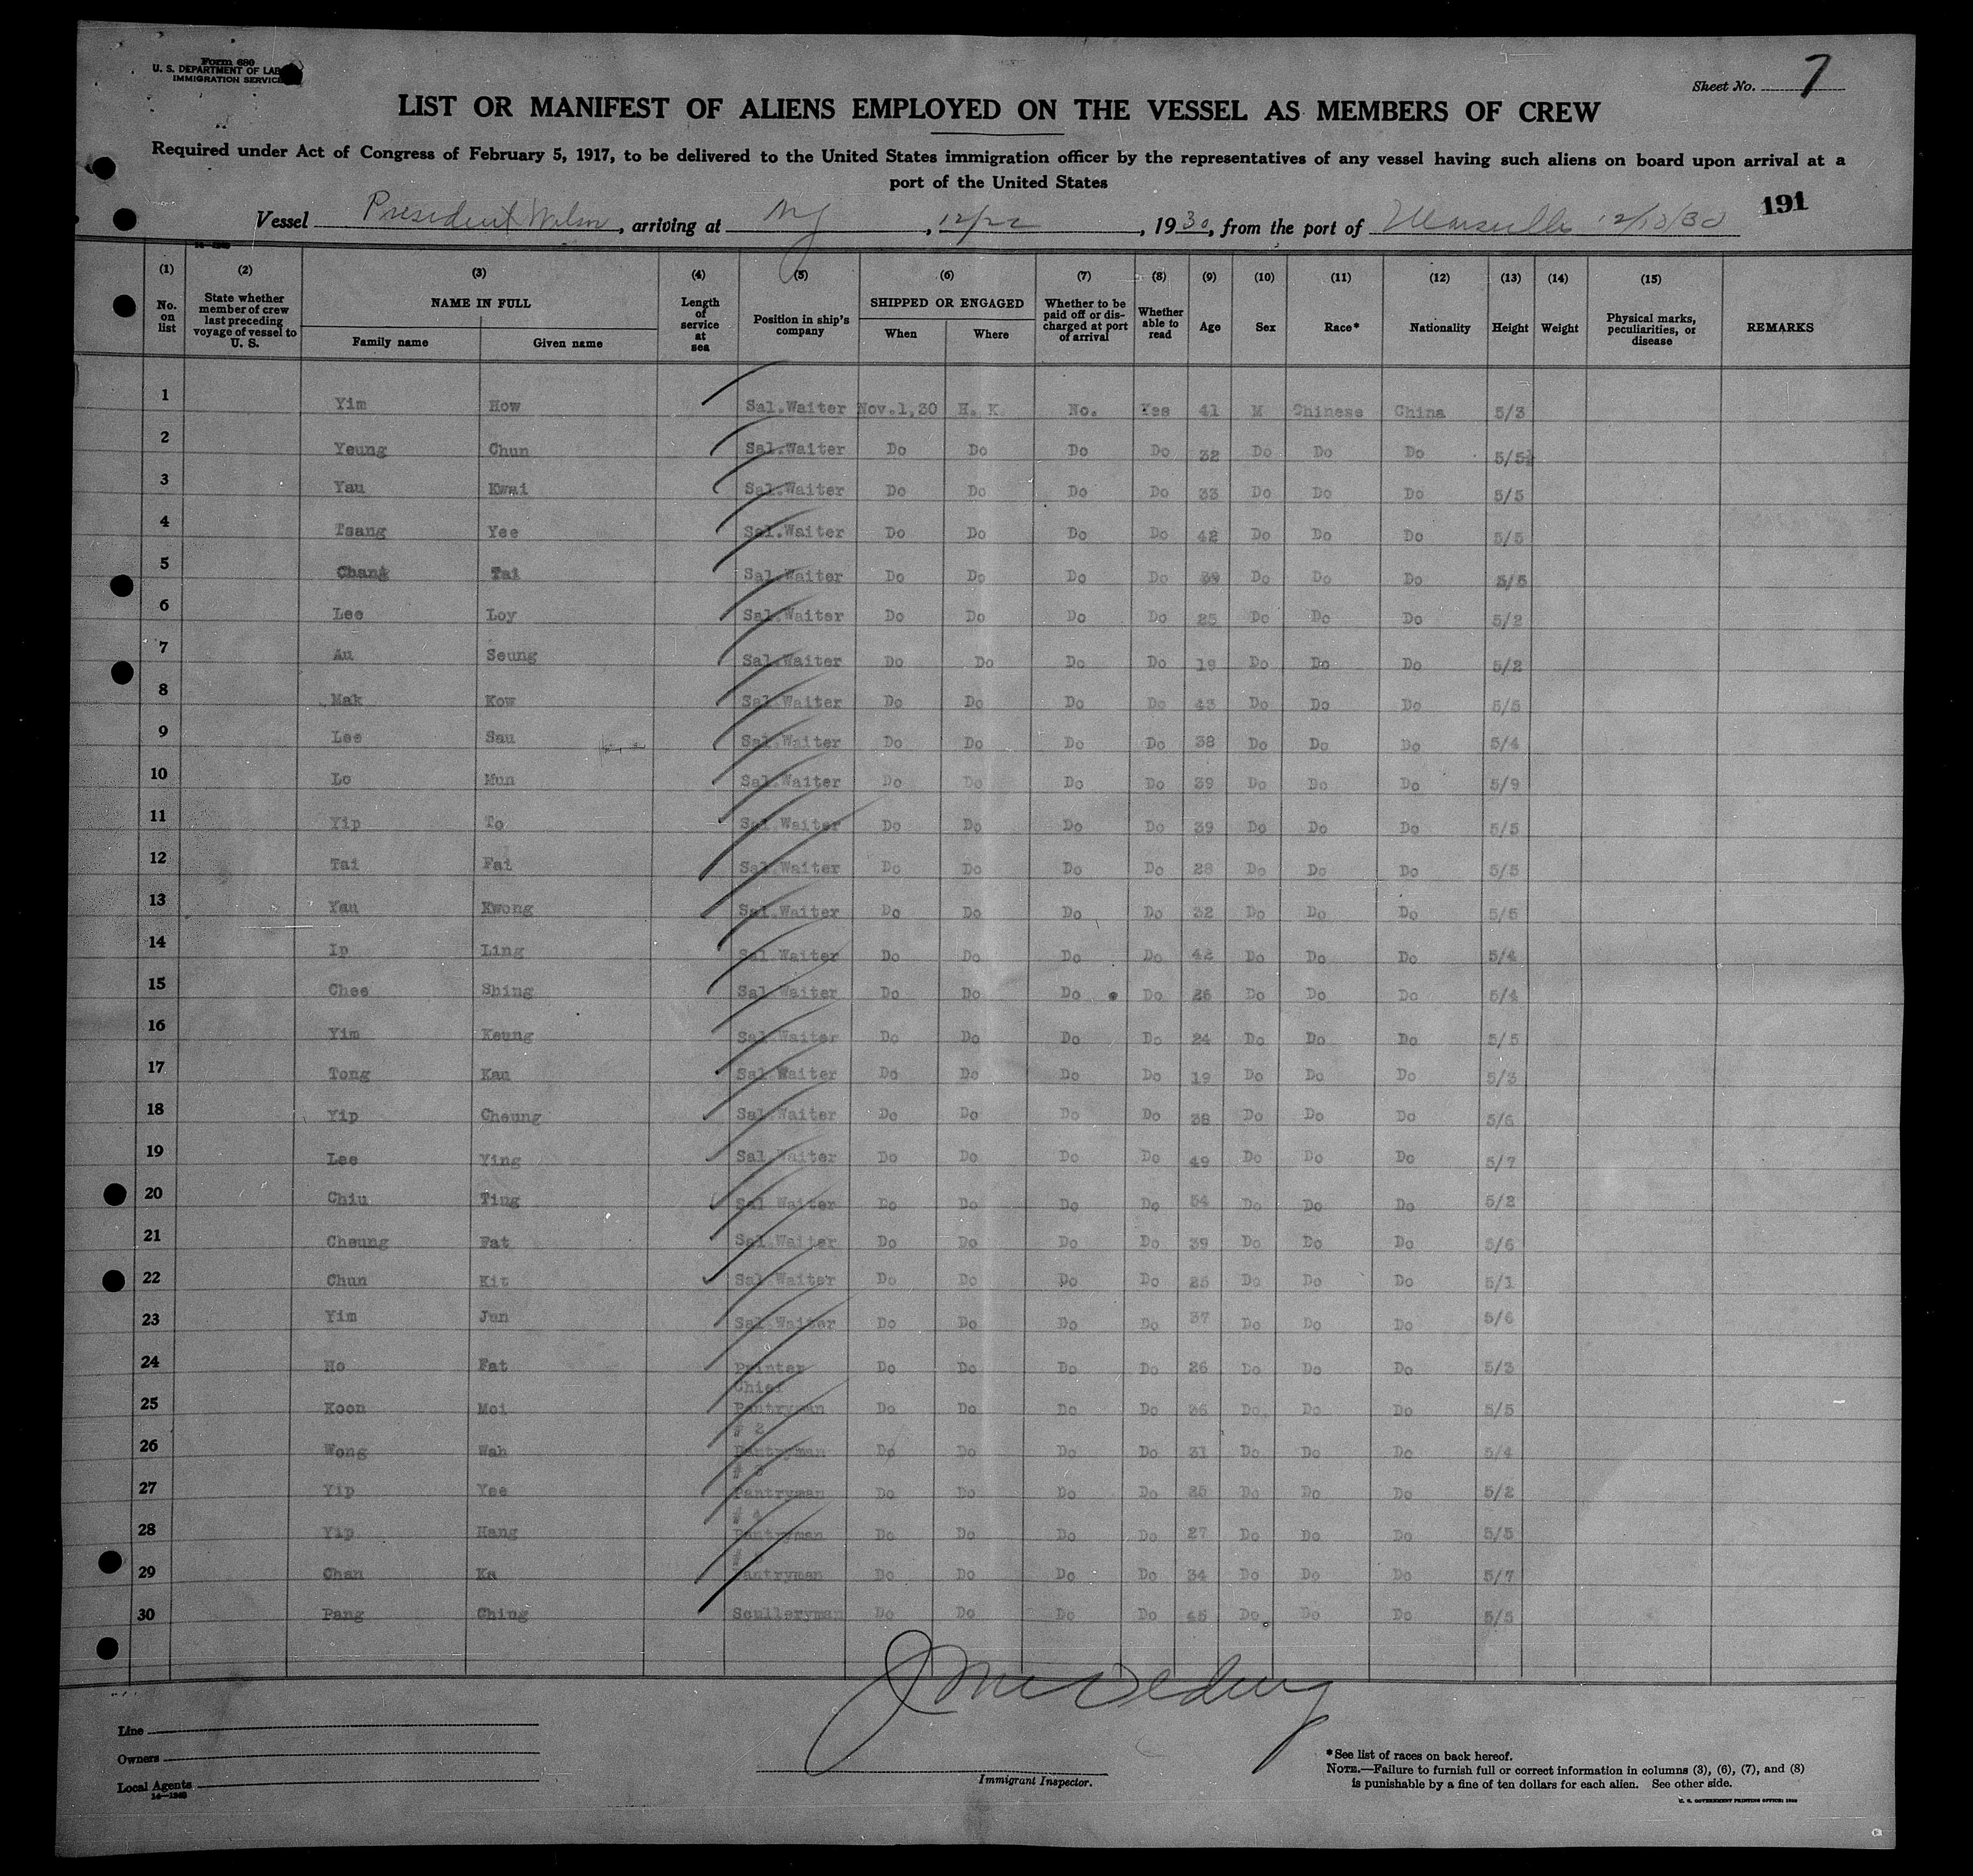 Form 680
U. S. DEPARTMENT OF LAB
IMMIGRATION SERVICE
Sheet No. 7
LIST OR MANIFEST OF ALIENS EMPLOYED ON THE VESSEL AS MEMBERS OF CREW
Required under Act of Congress of February 5, 1917, to be delivered to the United States immigration officer by the representatives of any vessel having such aliens on board upon arrival at a
port of the United States
191
Vessel President Wilson, arriving at NY, 12/22, 1930, from the port of Marseilles 12/10/30
(1) (2) (3) (4) (5) (6) (7) (8) (9) (10) (11) (12) (13) (14) (15)
No. on list State whether member of crew last preceding voyage of vessel to U. S. NAME IN FULL Family name Given name Length of service at sea Position in ship's company SHIPPED OR ENGAGED When Where Whether to be paid off or discharged at port of arrival Whether able to read Age Sex Race* Nationality Height Weight Physical marks, peculiarities, or disease REMARKS
1 Yim How Sal.Waiter Nov.1,30 H. K. No. Yes 41 M Chinese China 5/3
2 Yeung Chun Sal.Waiter Do Do Do Do 32 Do Do Do 5/5½
3 Yau Kwai Sal.Waiter Do Do Do Do 33 Do Do Do 5/5
4 Tsang Yee Sal.Waiter Do Do Do Do 42 Do Do Do 5/5
5 Chang Tai Sal.Waiter Do Do Do Do 39 Do Do Do 5/5
6 Lee Loy Sal.Waiter Do Do Do Do 25 Do Do Do 5/2
7 Au Seung Sal.Waiter Do Do Do Do 19 Do Do Do 5/2
8 Mak Kow Sal.Waiter Do Do Do Do 43 Do Do Do 5/5
9 Lee Sau Sal.Waiter Do Do Do Do 38 Do Do Do 5/4
10 Lo Mun Sal.Waiter Do Do Do Do 39 Do Do Do 5/9
11 Yip To Sal.Waiter Do Do Do Do 39 Do Do Do 5/5
12 Tai Fai Sal.Waiter Do Do Do Do 28 Do Do Do 5/5
13 Yau Kwong Sal.Waiter Do Do Do Do 32 Do Do Do 5/5
14 Ip Ling Sal.Waiter Do Do Do Do 42 Do Do Do 5/4
15 Chee Shing Sal.Waiter Do Do Do Do 26 Do Do Do 5/4
16 Yim Keung Sal.Waiter Do Do Do Do 24 Do Do Do 5/5
17 Tong Kau Sal.Waiter Do Do Do Do 19 Do Do Do 5/3
18 Yip Cheung Sal.Waiter Do Do Do Do 38 Do Do Do 5/6
19 Lee Ying Sal.Waiter Do Do Do Do 49 Do Do Do 5/7
20 Chiu Ting Sal.Waiter Do Do Do Do 54 Do Do Do 5/2
21 Cheung Fat Sal.Waiter Do Do Do Do 39 Do Do Do 5/6
22 Chun Kit Sal.Waiter Do Do Do Do 25 Do Do Do 5/1
23 Yim Jun Sal.Waiter Do Do Do Do 37 Do Do Do 5/6
24 Ho Fat Printer Do Do Do Do 26 Do Do Do 5/3
25 Koon Moi Chief Pantryman Do Do Do Do 36 Do Do Do 5/5
26 Wong Wah # 2 Pantryman Do Do Do Do 31 Do Do Do 5/4
27 Yip Yee # 3 Pantryman Do Do Do Do 25 Do Do Do 5/2
28 Yip Hang # 4 Pantryman Do Do Do Do 27 Do Do Do 5/5
29 Chan Ka # Pantryman Do Do Do Do 34 Do Do Do 5/7
30 Pang Ching Sculleryman Do Do Do Do 45 Do Do Do 5/5
Line
Owners
Local Agents
14—1240
Immigrant Inspector.
*See list of races on back hereof.
NOTE.—Failure to furnish full or correct information in columns (3), (6), (7), and (8)
is punishable by a fine of ten dollars for each alien. See other side.
U. S. GOVERNMENT PRINTING OFFICE: 1930